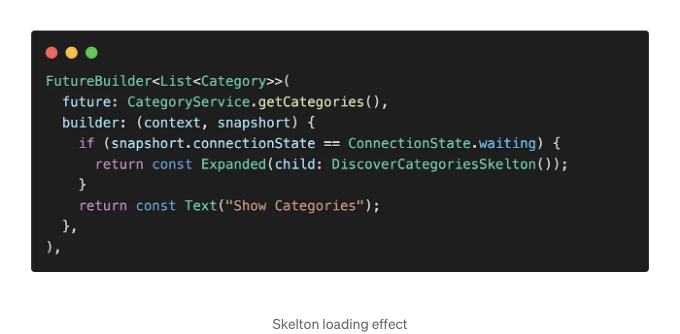 FutureBuilder<List<Category>>(
  future: CategoryService.getCategories(),
  builder: (context, snapshort) {
    if (snapshort.connectionState == ConnectionState.waiting) {
      return const Expanded(child: DiscoverCategoriesSkelton());
    }
    return const Text("Show Categories");
  },
),
Skelton loading effect